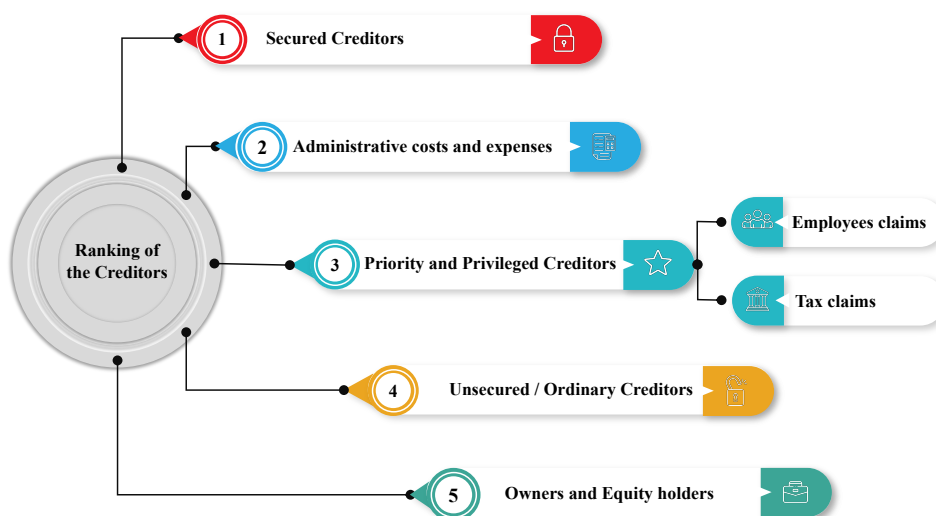 Ranking of
the Creditors
1
Secured Creditors
2
Administrative costs and expenses
3
Priority and Privileged Creditors
Employees claims
Tax claims
4
Unsecured / Ordinary Creditors
5
Owners and Equity holders